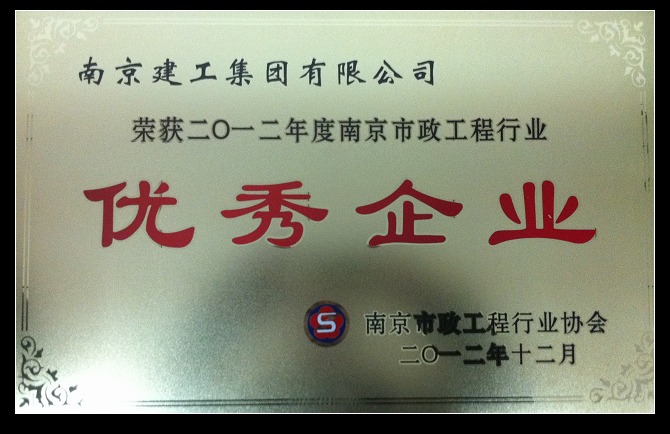 南京建工集团有限公司
荣获二〇一二年度南京市政工程行业
优秀企业
S
南京市政工程行业协会
二〇一二年十二月